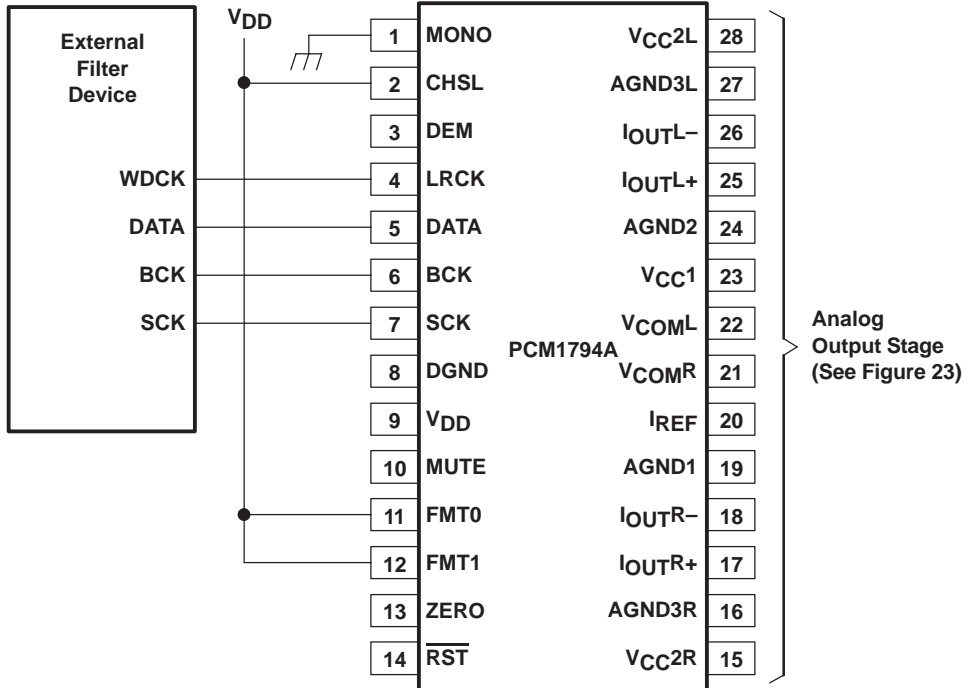 External
Filter
Device
WDCK
DATA
BCK
SCK
VDD
1 MONO
2 CHSL
3 DEM
4 LRCK
5 DATA
6 BCK
7 SCK
8 DGND
9 VDD
10 MUTE
11 FMT0
12 FMT1
13 ZERO
14 RST
PCM1794A
VCC2L 28
AGND3L 27
IOUTL– 26
IOUTL+ 25
AGND2 24
VCC1 23
VCOML 22
VCOMR 21
IREF 20
AGND1 19
IOUTR– 18
IOUTR+ 17
AGND3R 16
VCC2R 15
Analog
Output Stage
(See Figure 23)